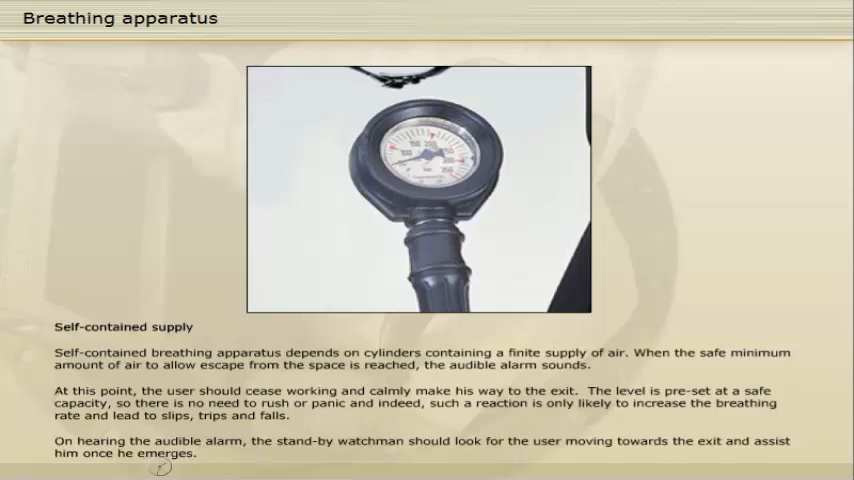 Breathing apparatus
100
150
200
Self-contained supply
Self-contained breathing apparatus depends on cylinders containing a finite supply of air. When the safe minimum
amount of air to allow escape from the space is reached, the audible alarm sounds.
At this point, the user should cease working and calmly make his way to the exit.  The level is pre-set at a safe
capacity, so there is no need to rush or panic and indeed, such a reaction is only likely to increase the breathing
rate and lead to slips, trips and falls.
On hearing the audible alarm, the stand-by watchman should look for the user moving towards the exit and assist
him once he emerges.